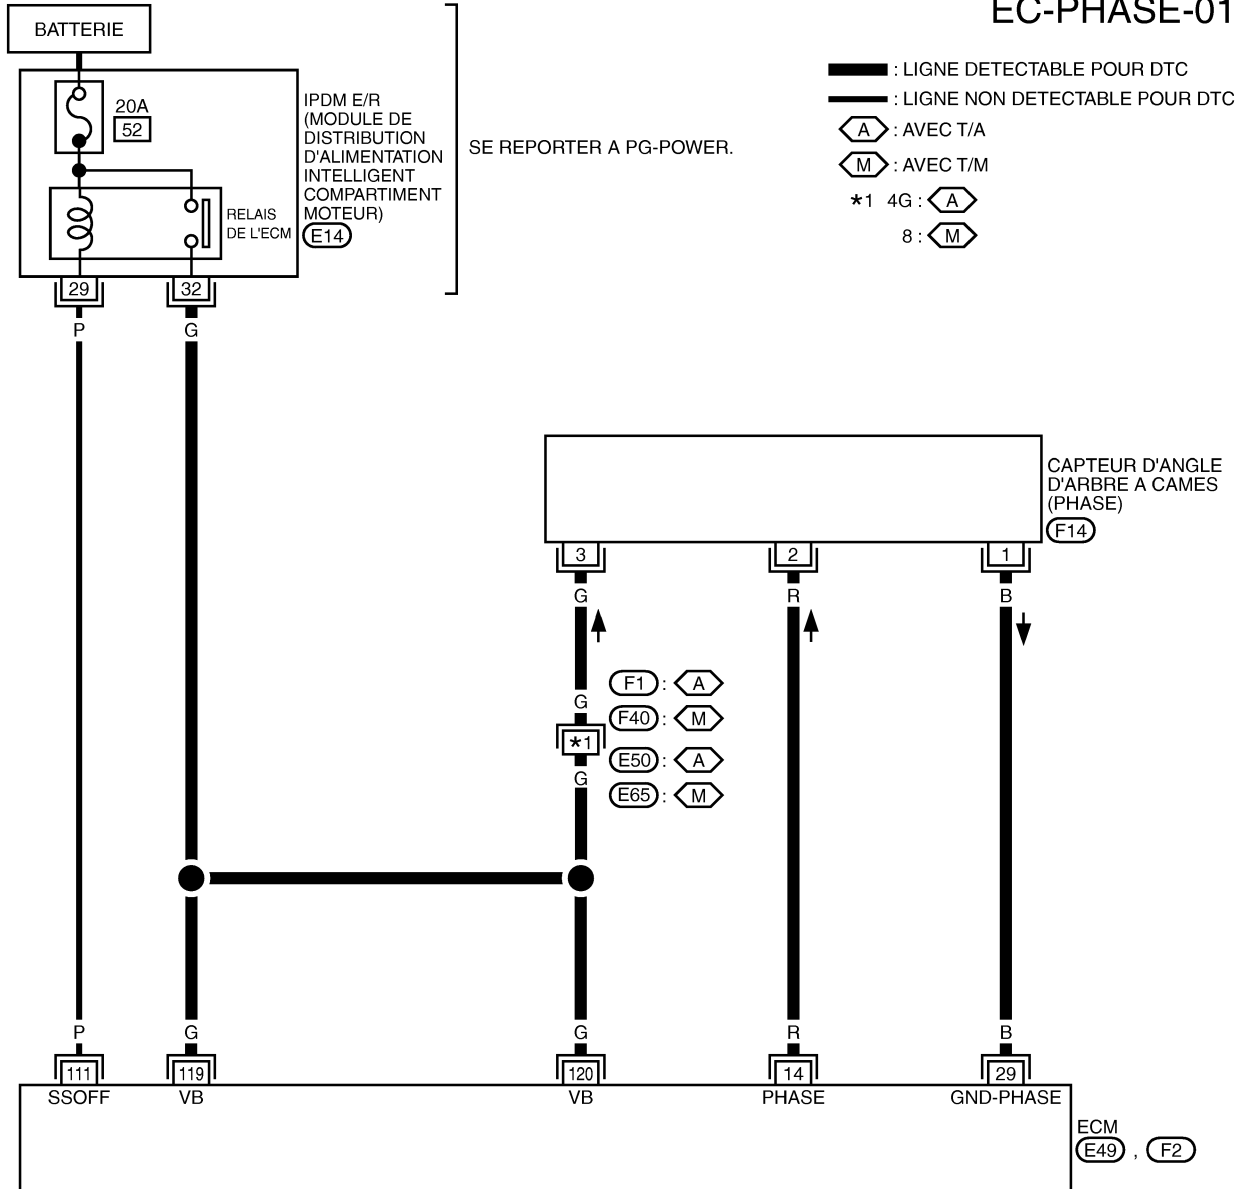 EC-PHASE-01
BATTERIE
20A
52
IPDM E/R
(MODULE DE
DISTRIBUTION
D'ALIMENTATION
INTELLIGENT
COMPARTIMENT
MOTEUR)
E14
RELAIS
DE L'ECM
SE REPORTER A PG-POWER.
: LIGNE DETECTABLE POUR DTC
: LIGNE NON DETECTABLE POUR DTC
A : AVEC T/A
M : AVEC T/M
*1 4G : A
8 : M
29 32
P G
CAPTEUR D'ANGLE
D'ARBRE A CAMES
(PHASE)
F14
3 2 1
G R B
G
F1 : A
F40 : M
*1
E50 : A
G
E65 : M
P G G R B
111 119 120 14 29
SSOFF VB VB PHASE GND-PHASE
ECM
E49 , F2